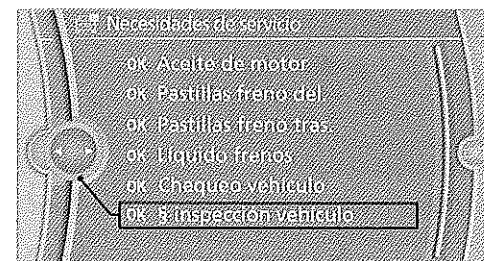 Necesidades de servicio
OK Aceite de motor
OK Pastillas freno del.
OK Pastillas freno tras.
OK Líquido frenos
OK Chequeo vehículo
OK § inspección vehículo